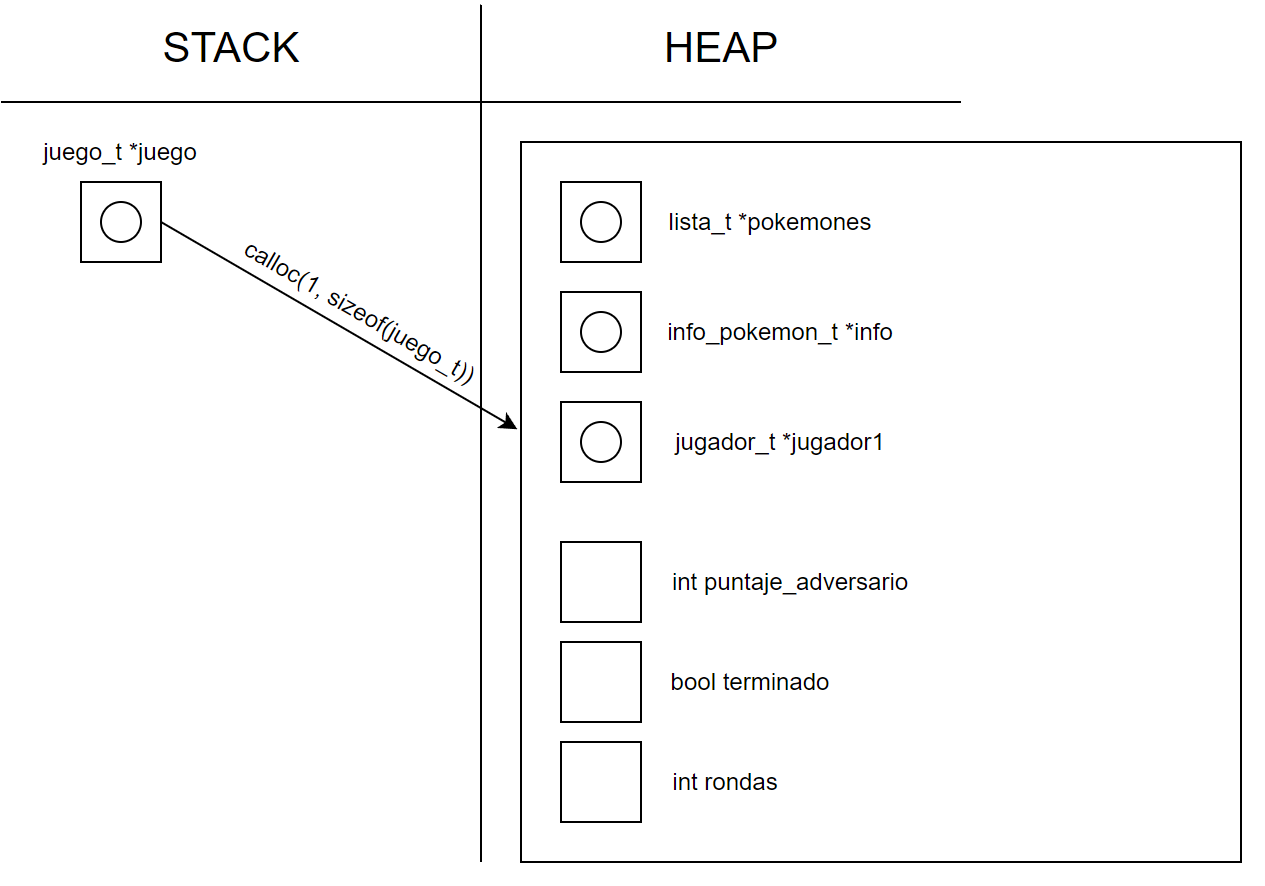 STACK
HEAP
juego_t *juego
calloc(1, sizeof(juego_t))
lista_t *pokemones
info_pokemon_t *info
jugador_t *jugador1
int puntaje_adversario
bool terminado
int rondas